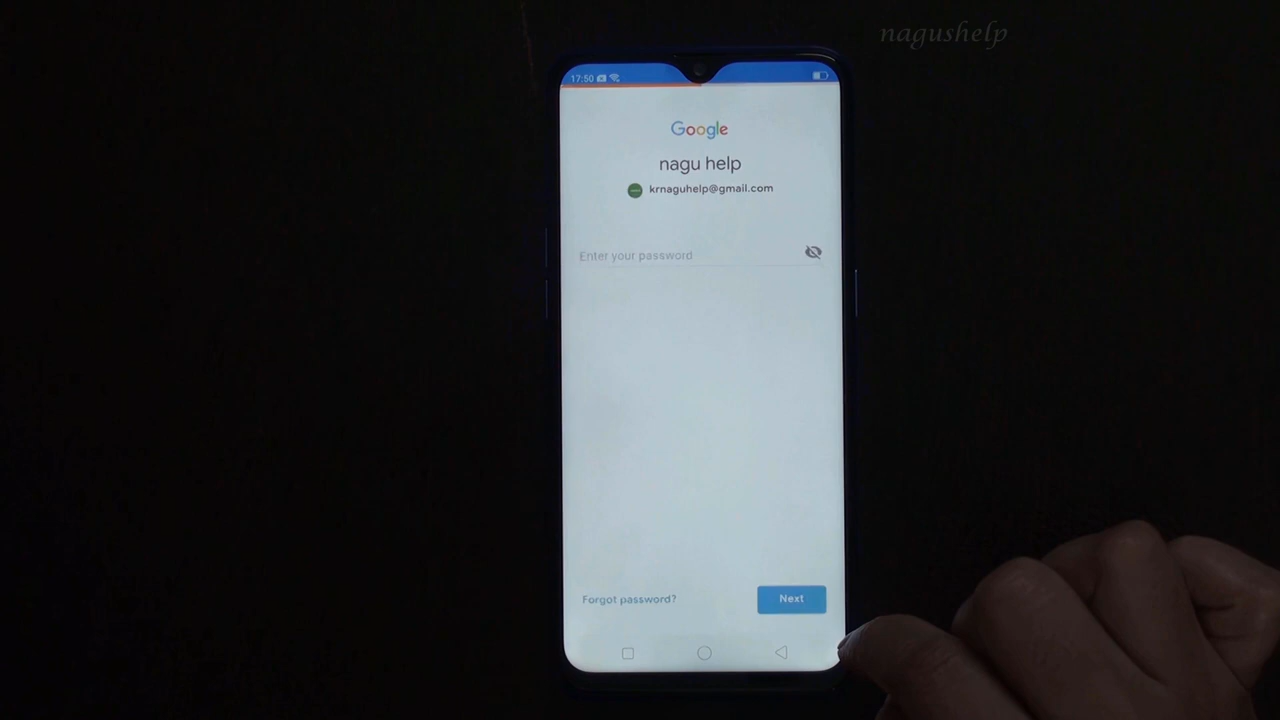 nagushelp
17:50
Google
nagu help
krnaguhelp@gmail.com
Enter your password
Forgot password?
Next